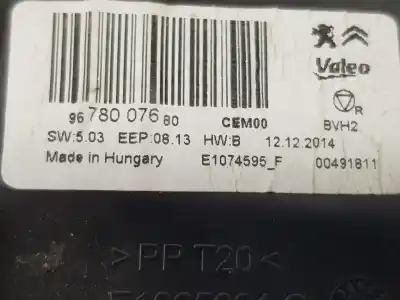 Valeo
R
96 780 076 80 CEM00 BVH2
SW:5.03 EEP:08.13 HW:B 12.12.2014
Made in Hungary E1074595_F 00491811
>PP T20<